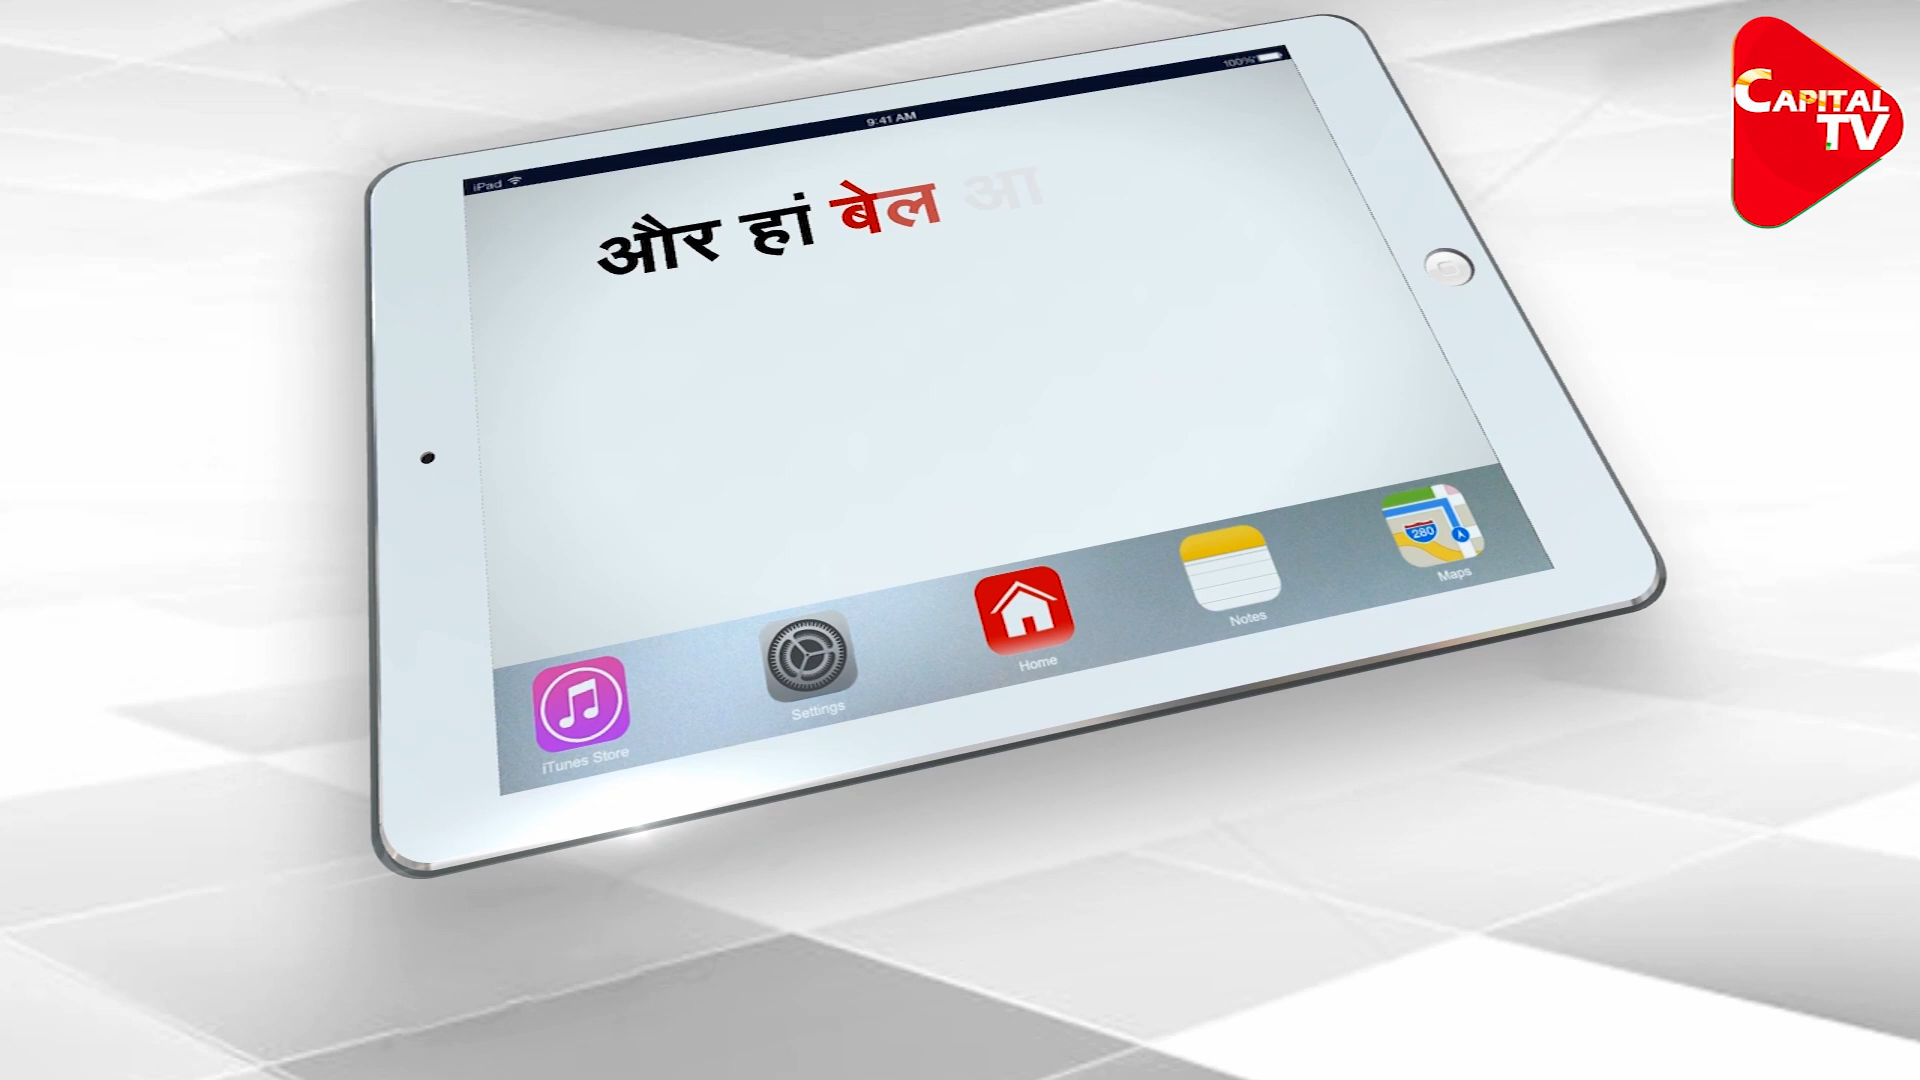 CAPITAL
TV
iPad
9:41 AM
100%
और हां बेल आ
iTunes Store
Settings
Home
Notes
280
Maps